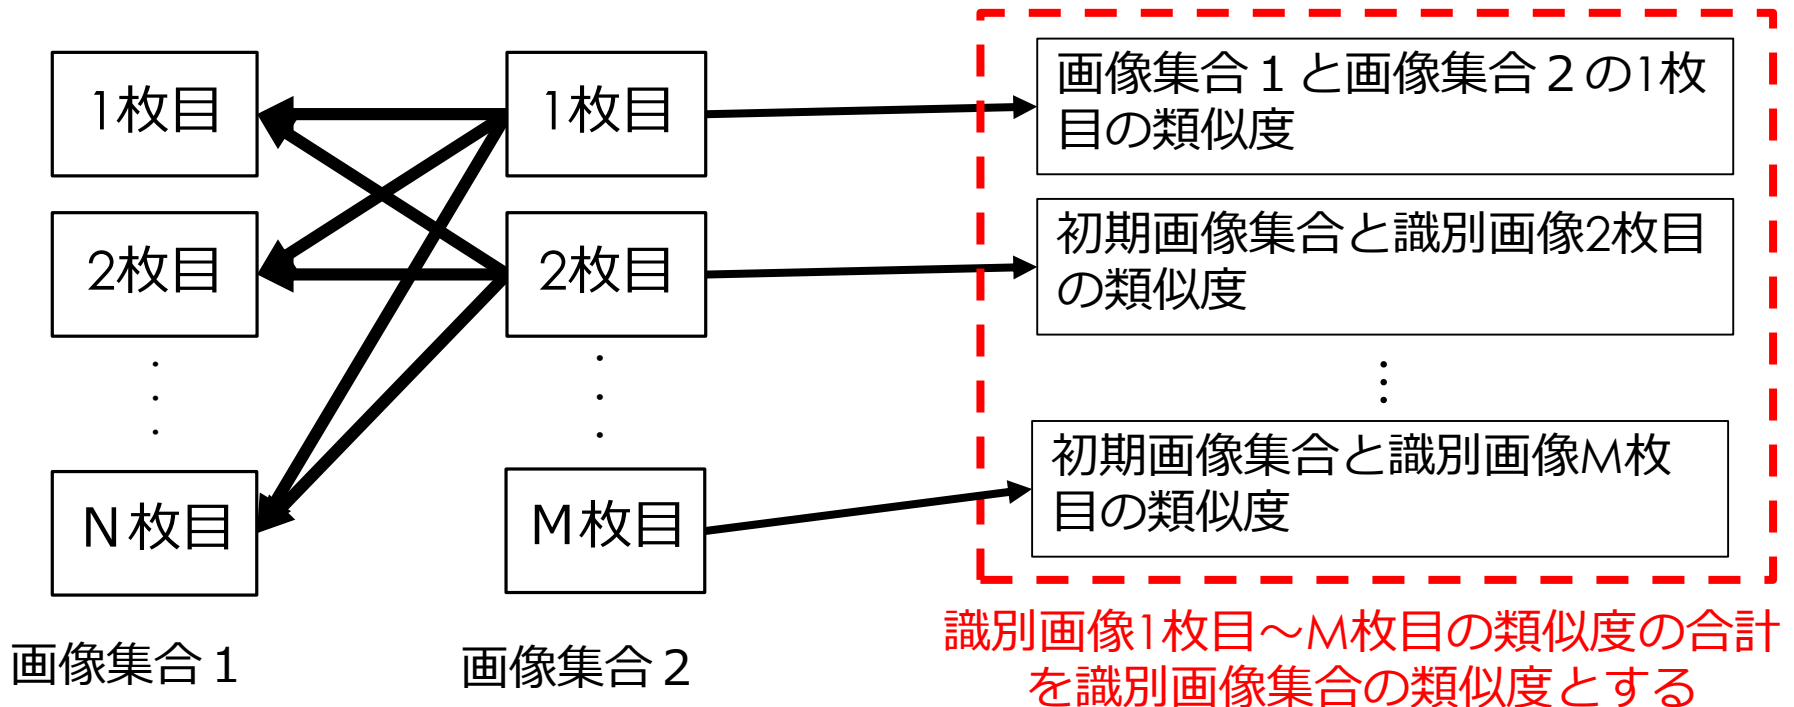 1枚目
2枚目
N枚目
画像集合1
1枚目
2枚目
M枚目
画像集合2
画像集合1と画像集合2の1枚
目の類似度
初期画像集合と識別画像2枚目
の類似度
初期画像集合と識別画像M枚
目の類似度
識別画像1枚目～M枚目の類似度の合計
を識別画像集合の類似度とする